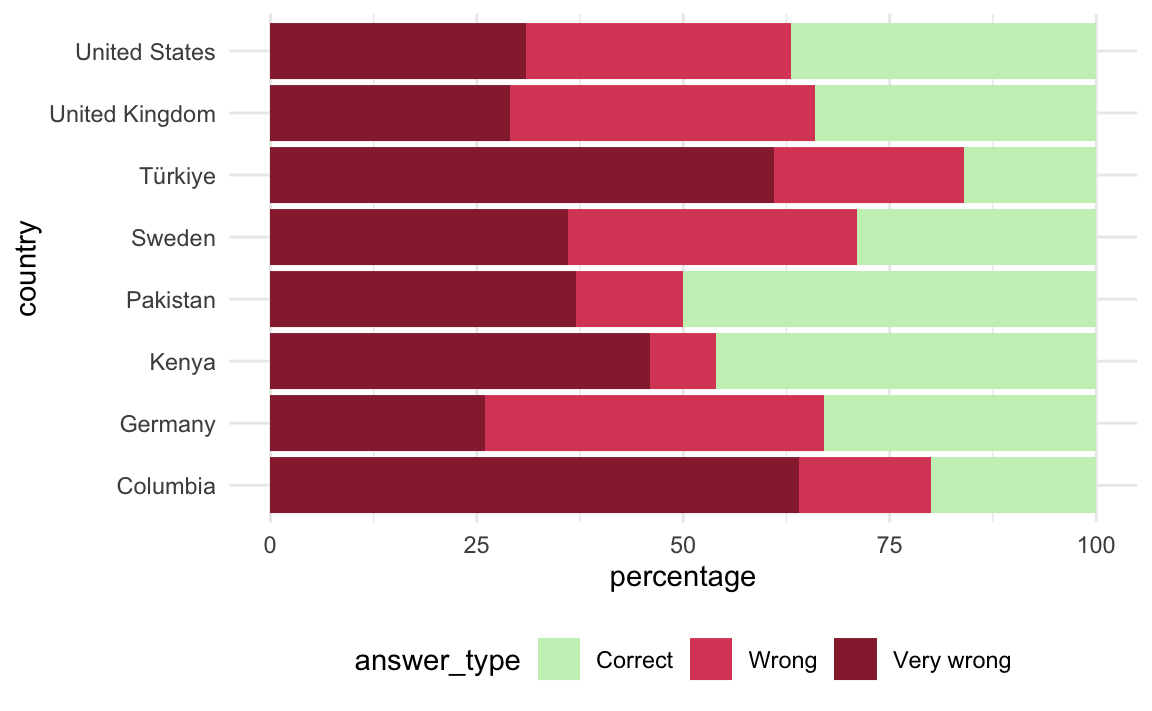 United States
United Kingdom
Türkiye
Sweden
Pakistan
Kenya
Germany
Columbia
country
0 25 50 75 100
percentage
answer_type Correct Wrong Very wrong